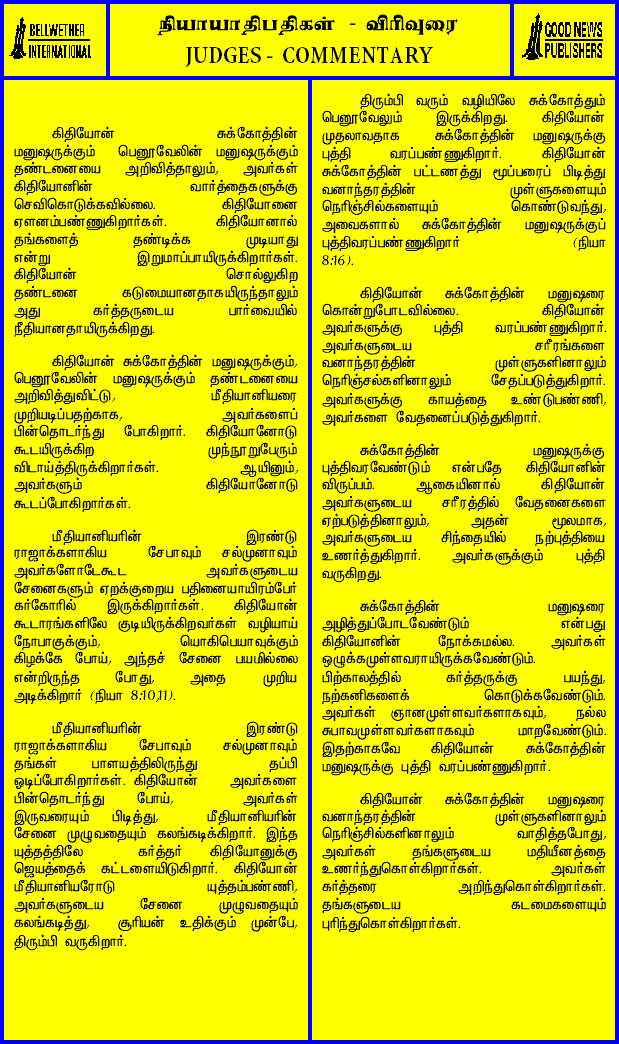 BELLWETHER
INTERNATIONAL
நியாயாதிபதிகள் - விரிவுரை
JUDGES - COMMENTARY
GOOD NEWS
PUBLISHERS
கிதியோன் சுக்கோத்தின்
மனுஷருக்கும் பெனூவேலின் மனுஷருக்கும்
தண்டனையை அறிவித்தாலும், அவர்கள்
கிதியோனின் வார்த்தைகளுக்கு
செவிகொடுக்கவில்லை. கிதியோனை
ஏளனம்பண்ணுகிறார்கள். கிதியோனால்
தங்களைத் தண்டிக்க முடியாது
என்று இறுமாப்பாயிருக்கிறார்கள்.
கிதியோன் சொல்லுகிற
தண்டனை கடுமையானதாகயிருந்தாலும்
அது கர்த்தருடைய பார்வையில்
நீதியானதாயிருக்கிறது.
கிதியோன் சுக்கோத்தின் மனுஷருக்கும்,
பெனூவேலின் மனுஷருக்கும் தண்டனையை
அறிவித்துவிட்டு, மீதியானியரை
முறியடிப்பதற்காக, அவர்களைப்
பின்தொடர்ந்து போகிறார். கிதியோனோடு
கூடயிருக்கிற முந்நூறுபேரும்
விடாய்த்திருக்கிறார்கள். ஆயினும்,
அவர்களும் கிதியோனோடு
கூடப்போகிறார்கள்.
மீதியானியரின் இரண்டு
ராஜாக்களாகிய சேபாவும் சல்முனாவும்
அவர்களோடேகூட அவர்களுடைய
சேனைகளும் ஏறக்குறைய பதினையாயிரம்பேர்
கர்கோரில் இருக்கிறார்கள். கிதியோன்
கூடாரங்களிலே குடியிருக்கிறவர்கள் வழியாய்
நோபாகுக்கும், யொகிபெயாவுக்கும்
கிழக்கே போய், அந்தச் சேனை பயமில்லை
என்றிருந்த போது, அதை முறிய
அடிக்கிறார் (நியா 8:10,11).
மீதியானியரின் இரண்டு
ராஜாக்களாகிய சேபாவும் சல்முனாவும்
தங்கள் பாளயத்திலிருந்து தப்பி
ஓடிப்போகிறார்கள். கிதியோன் அவர்களை
பின்தொடர்ந்து போய், அவர்கள்
இருவரையும் பிடித்து, மீதியானியரின்
சேனை முழுவதையும் கலங்கடிக்கிறார். இந்த
யுத்தத்திலே கர்த்தர் கிதியோனுக்கு
ஜெயத்தைக் கட்டளையிடுகிறார். கிதியோன்
மீதியானியரோடு யுத்தம்பண்ணி,
அவர்களுடைய சேனை முழுவதையும்
கலங்கடித்து, சூரியன் உதிக்கும் முன்பே,
திரும்பி வருகிறார்.
திரும்பி வரும் வழியிலே சுக்கோத்தும்
பெனூவேலும் இருக்கிறது. கிதியோன்
முதலாவதாக சுக்கோத்தின் மனுஷருக்கு
புத்தி வரப்பண்ணுகிறார். கிதியோன்
சுக்கோத்தின் பட்டணத்து மூப்பரைப் பிடித்து
வனாந்தரத்தின் முள்ளுகளையும்
நெரிஞ்சில்களையும் கொண்டுவந்து,
அவைகளால் சுக்கோத்தின் மனுஷருக்குப்
புத்திவரப்பண்ணுகிறார் (நியா
8:16).
கிதியோன் சுக்கோத்தின் மனுஷரை
கொன்றுபோடவில்லை. கிதியோன்
அவர்களுக்கு புத்தி வரப்பண்ணுகிறார்.
அவர்களுடைய சரீரங்களை
வனாந்தரத்தின் முள்ளுகளினாலும்
நெரிஞ்சல்களினாலும் சேதப்படுத்துகிறார்.
அவர்களுக்கு காயத்தை உண்டுபண்ணி,
அவர்களை வேதனைப்படுத்துகிறார்.
சுக்கோத்தின் மனுஷருக்கு
புத்திவரவேண்டும் என்பதே கிதியோனின்
விருப்பம். ஆகையினால் கிதியோன்
அவர்களுடைய சரீரத்தில் வேதனைகளை
ஏற்படுத்தினாலும், அதன் மூலமாக,
அவர்களுடைய சிந்தையில் நற்புத்தியை
உணர்த்துகிறார். அவர்களுக்கும் புத்தி
வருகிறது.
சுக்கோத்தின் மனுஷரை
அழித்துப்போடவேண்டும் என்பது
கிதியோனின் நோக்கமல்ல. அவர்கள்
ஒழுக்கமுள்ளவராயிருக்கவேண்டும்.
பிற்காலத்தில் கர்த்தருக்கு பயந்து,
நற்கனிகளைக் கொடுக்கவேண்டும்.
அவர்கள் ஞானமுள்ளவர்களாகவும், நல்ல
சுபாவமுள்ளவர்களாகவும் மாறவேண்டும்.
இதற்காகவே கிதியோன் சுக்கோத்தின்
மனுஷருக்கு புத்தி வரப்பண்ணுகிறார்.
கிதியோன் சுக்கோத்தின் மனுஷரை
வனாந்தரத்தின் முள்ளுகளினாலும்
நெரிஞ்சில்களினாலும் வாதித்தபோது,
அவர்கள் தங்களுடைய மதியீனத்தை
உணர்ந்துகொள்கிறார்கள். அவர்கள்
கர்த்தரை அறிந்துகொள்கிறார்கள்.
தங்களுடைய கடமைகளையும்
புரிந்துகொள்கிறார்கள்.